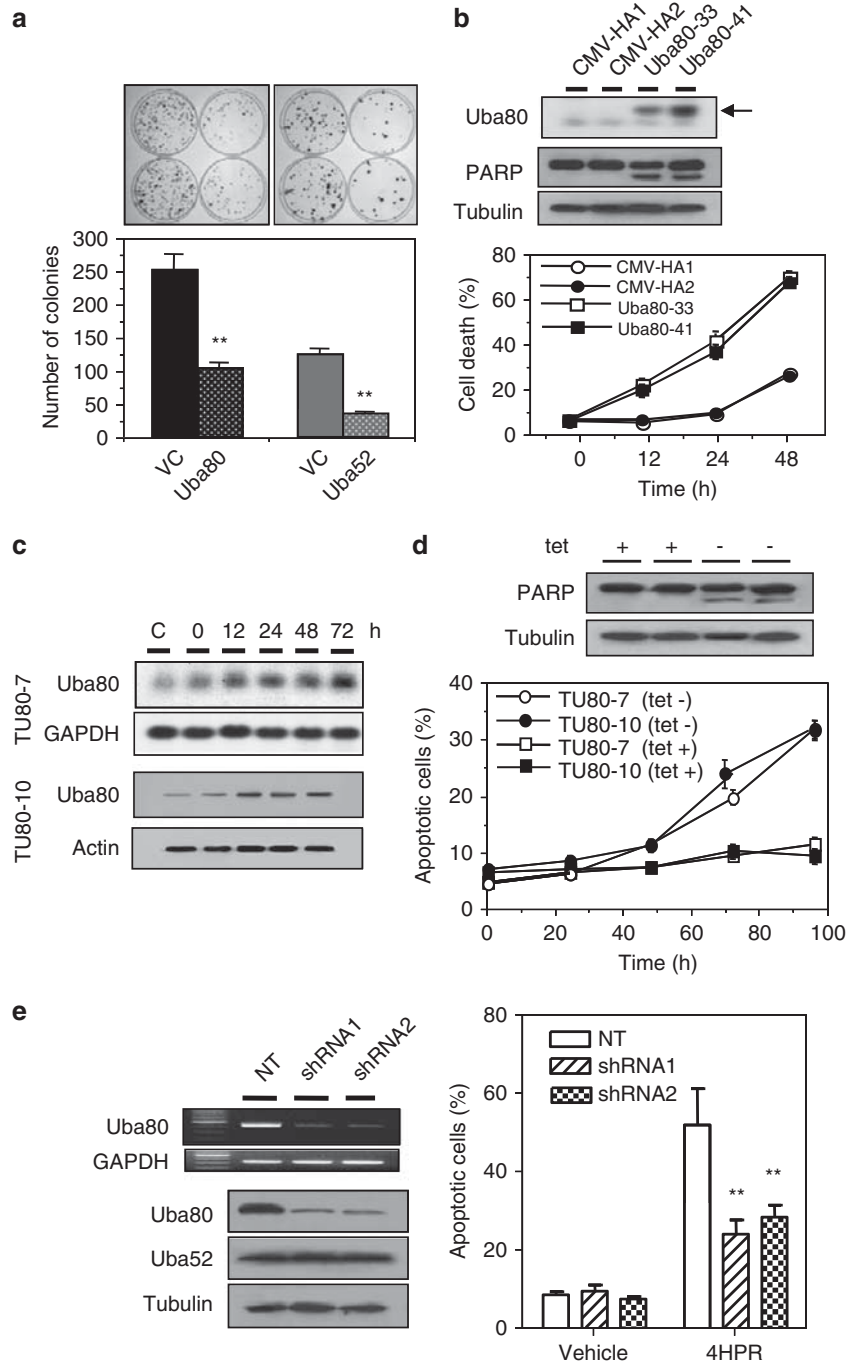 a
300
250
200
150
100
50
0
Number of colonies
**
**
VC
Uba80
VC
Uba52
b
CMV-HA1
CMV-HA2
Uba80-33
Uba80-41
Uba80
PARP
Tubulin
80
60
40
20
0
Cell death (%)
CMV-HA1
CMV-HA2
Uba80-33
Uba80-41
0 12 24 48
Time (h)
c
C 0 12 24 48 72 h
TU80-7
Uba80
GAPDH
TU80-10
Uba80
Actin
d
tet + + - -
PARP
Tubulin
40
30
20
10
0
Apoptotic cells (%)
TU80-7 (tet -)
TU80-10 (tet -)
TU80-7 (tet +)
TU80-10 (tet +)
0 20 40 60 80 100
Time (h)
e
NT
shRNA1
shRNA2
Uba80
GAPDH
Uba80
Uba52
Tubulin
80
60
40
20
0
Apoptotic cells (%)
NT
shRNA1
shRNA2
**
**
Vehicle 4HPR